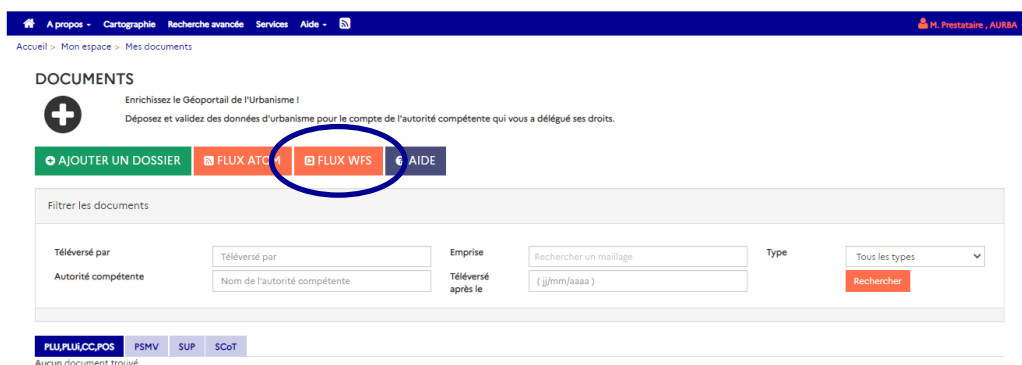 A propos Cartographie Recherche avancée Services Aide M. Prestataire , AURBA
Accueil > Mon espace > Mes documents
DOCUMENTS
Enrichissez le Géoportail de l'Urbanisme !
Déposez et validez des données d'urbanisme pour le compte de l'autorité compétente qui vous a délégué ses droits.
AJOUTER UN DOSSIER FLUX ATOM FLUX WFS AIDE
Filtrer les documents
Téléversé par Téléversé par Emprise Rechercher un maillage Type Tous les types
Autorité compétente Nom de l'autorité compétente Téléversé après le ( jj/mm/aaaa ) Rechercher
PLU,PLUi,CC,POS PSMV SUP SCoT
Aucun document trouvé